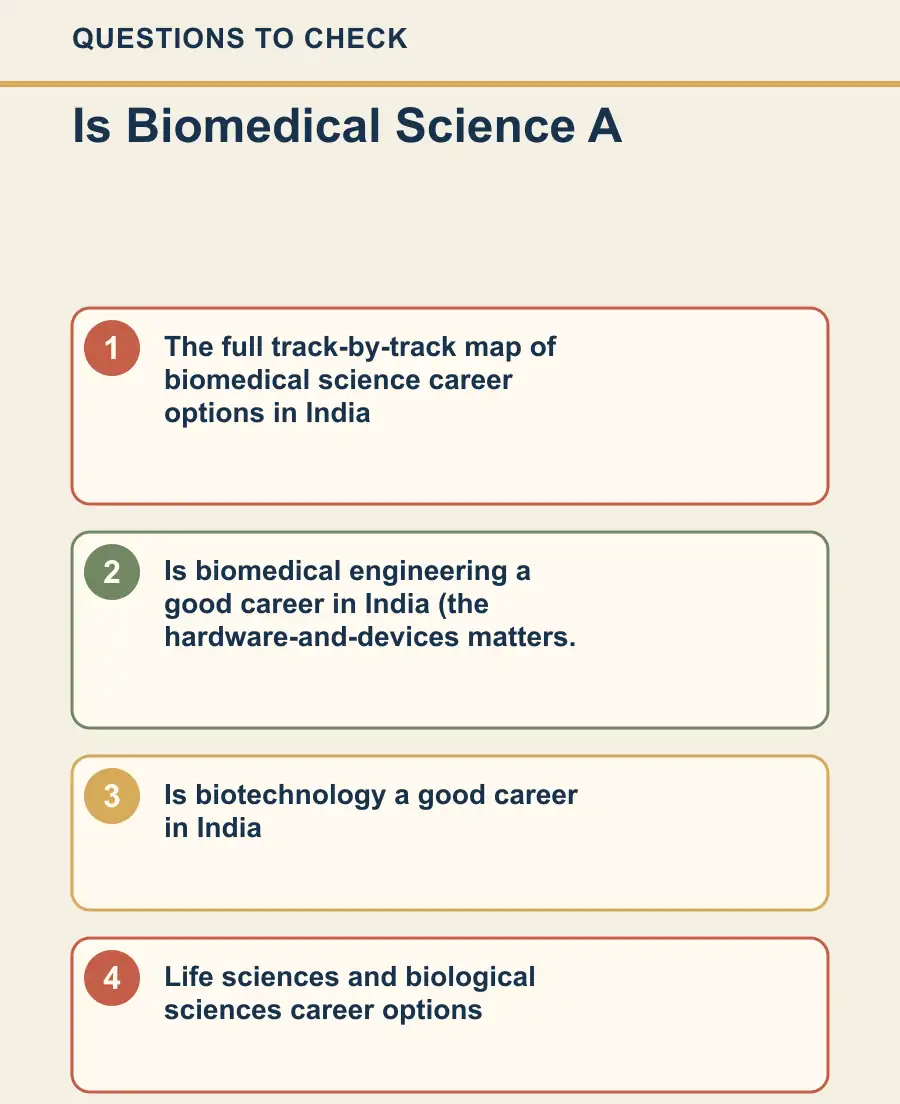 QUESTIONS TO CHECK
Is Biomedical Science A
1
The full track-by-track map of
biomedical science career
options in India
2
Is biomedical engineering a
good career in India (the
hardware-and-devices matters.
3
Is biotechnology a good career
in India
4
Life sciences and biological
sciences career options